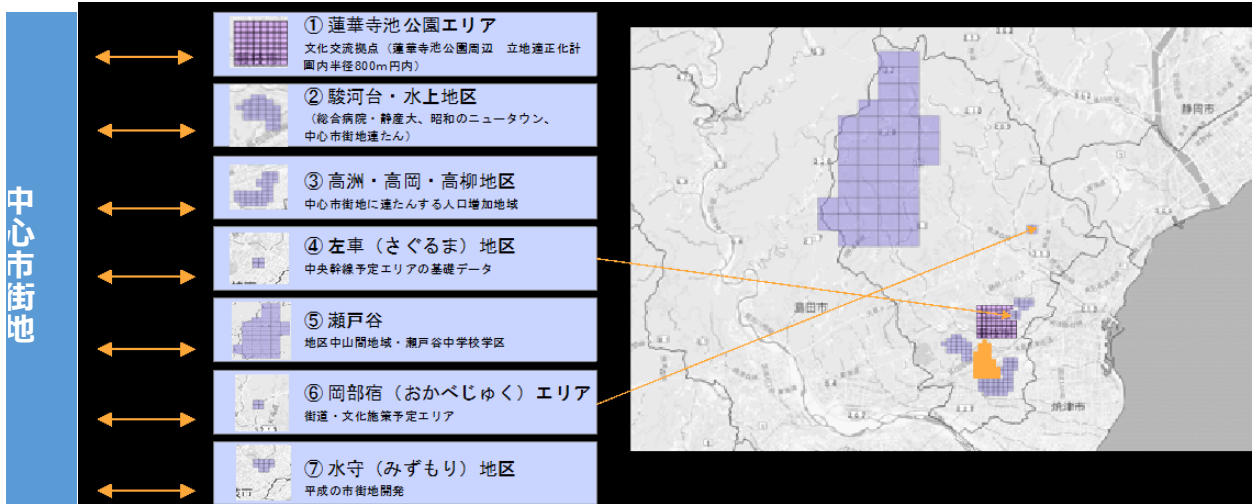 中心市街地
① 蓮華寺池公園エリア
文化交流拠点（蓮華寺池公園周辺　立地適正化計
画内半径800m円内）
② 駿河台・水上地区
（総合病院・静産大、昭和のニュータウン、
中心市街地連たん）
③ 高洲・高岡・高柳地区
中心市街地に連たんする人口増加地域
④ 左車（さぐるま）地区
中央幹線予定エリアの基礎データ
⑤ 瀬戸谷
地区中山間地域・瀬戸谷中学校学区
⑥ 岡部宿（おかべじゅく）エリア
街道・文化施策予定エリア
⑦ 水守（みずもり）地区
平成の市街地開発
静岡市
島田市
焼津市